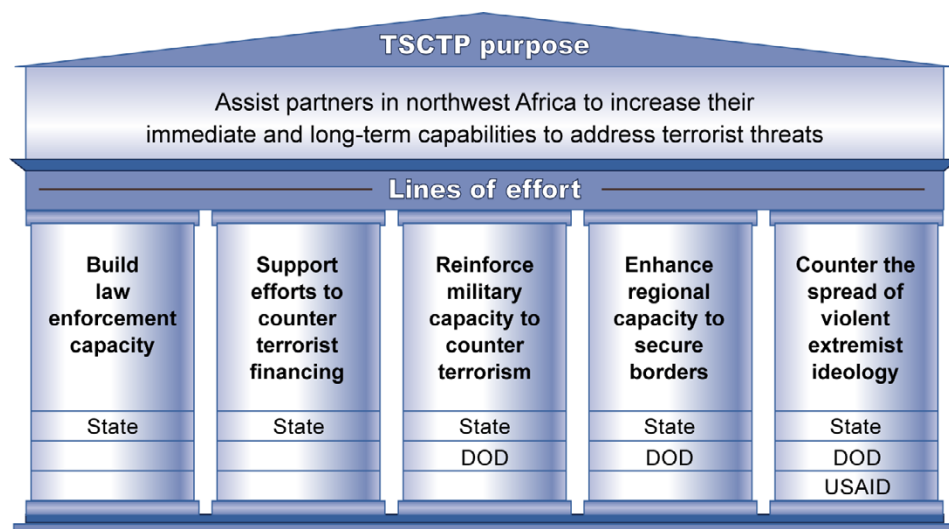 TSCTP purpose
Assist partners in northwest Africa to increase their
immediate and long-term capabilities to address terrorist threats
Lines of effort
Build
law
enforcement
capacity
State
Support
efforts to
counter
terrorist
financing
State
Reinforce
military
capacity to
counter
terrorism
State
DOD
Enhance
regional
capacity to
secure
borders
State
DOD
Counter the
spread of
violent
extremist
ideology
State
DOD
USAID